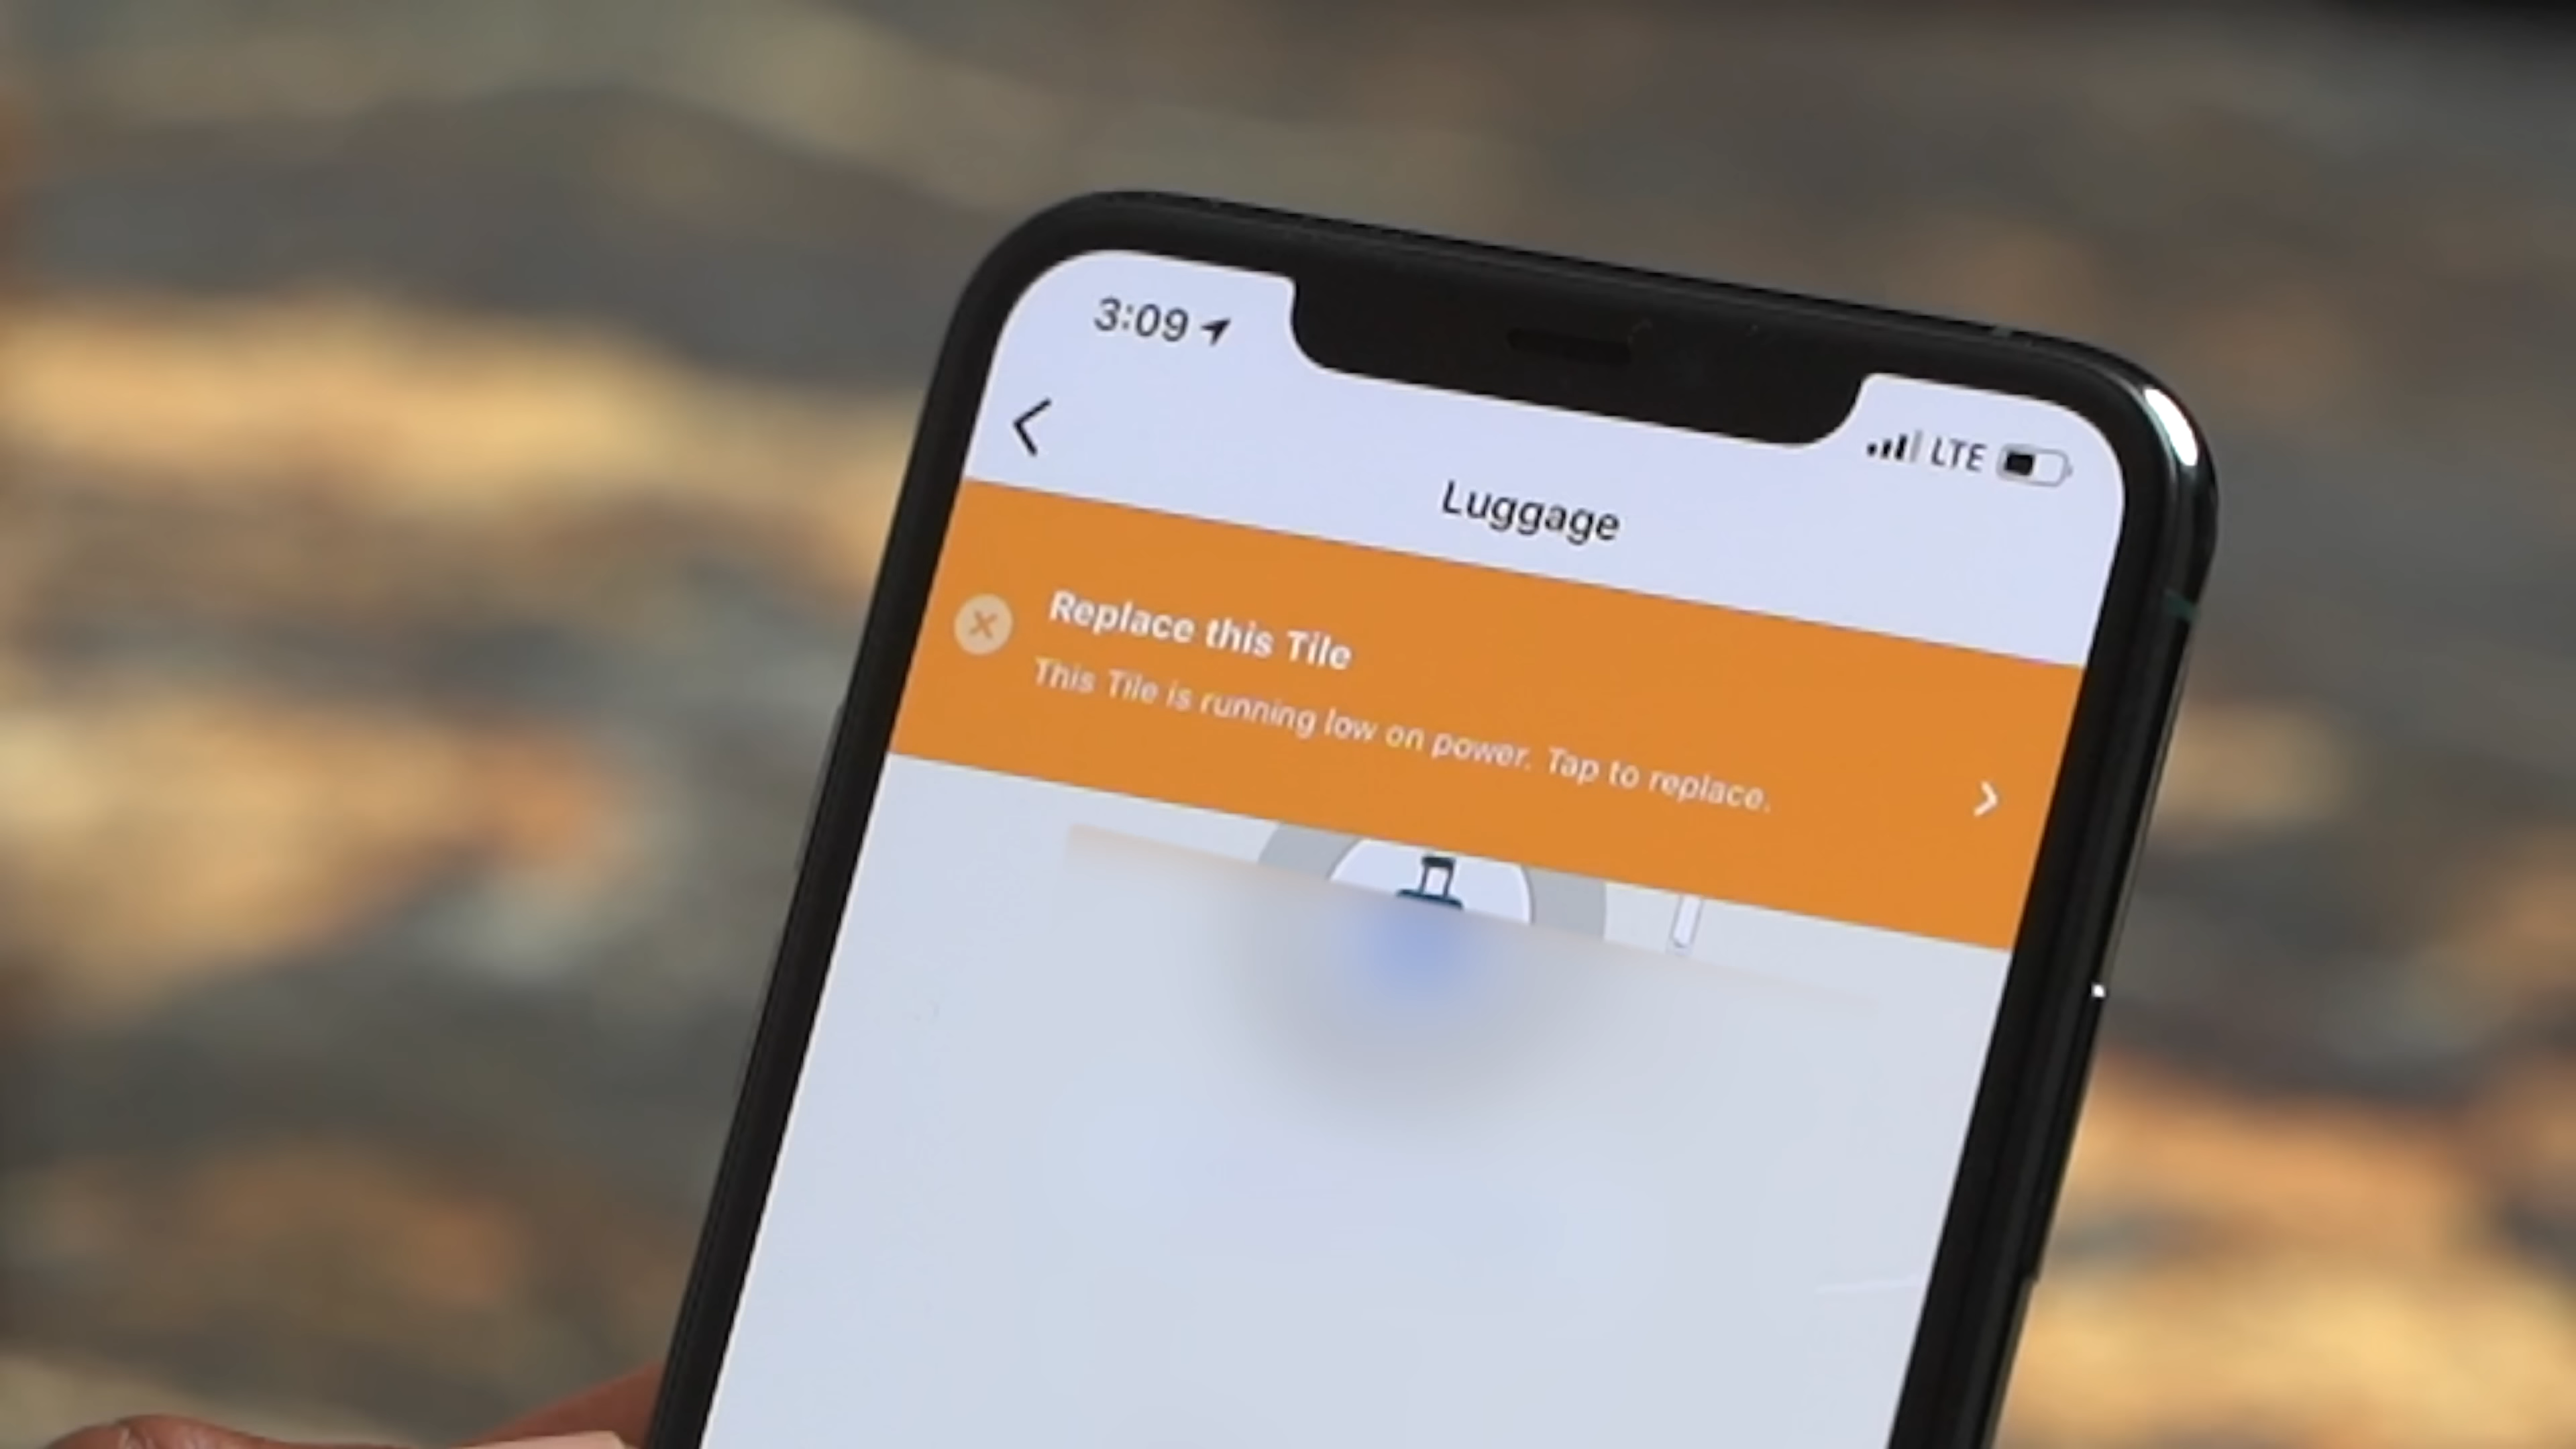 3:09
LTE
Luggage
Replace this Tile
This Tile is running low on power. Tap to replace.